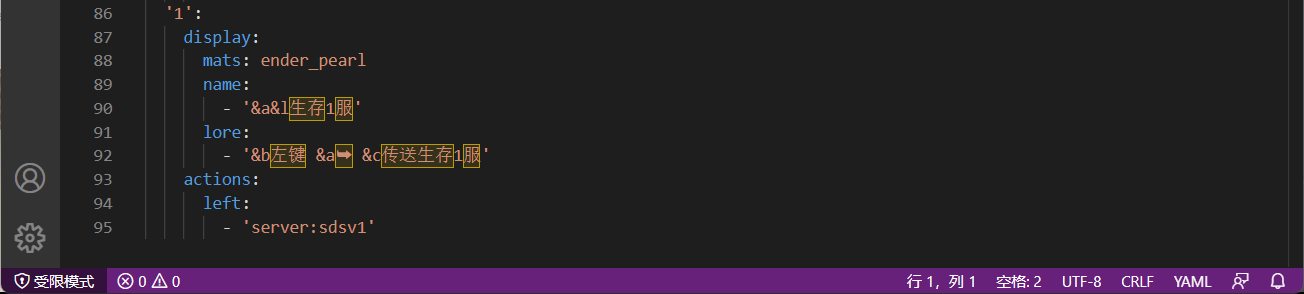 86 '1':
87 display:
88 mats: ender_pearl
89 name:
90 - '&a&l生存1服'
91 lore:
92 - '&b左键 &a➥ &c传送生存1服'
93 actions:
94 left:
95 - 'server:sdsv1'
受限模式 0 0 行 1，列 1 空格: 2 UTF-8 CRLF YAML